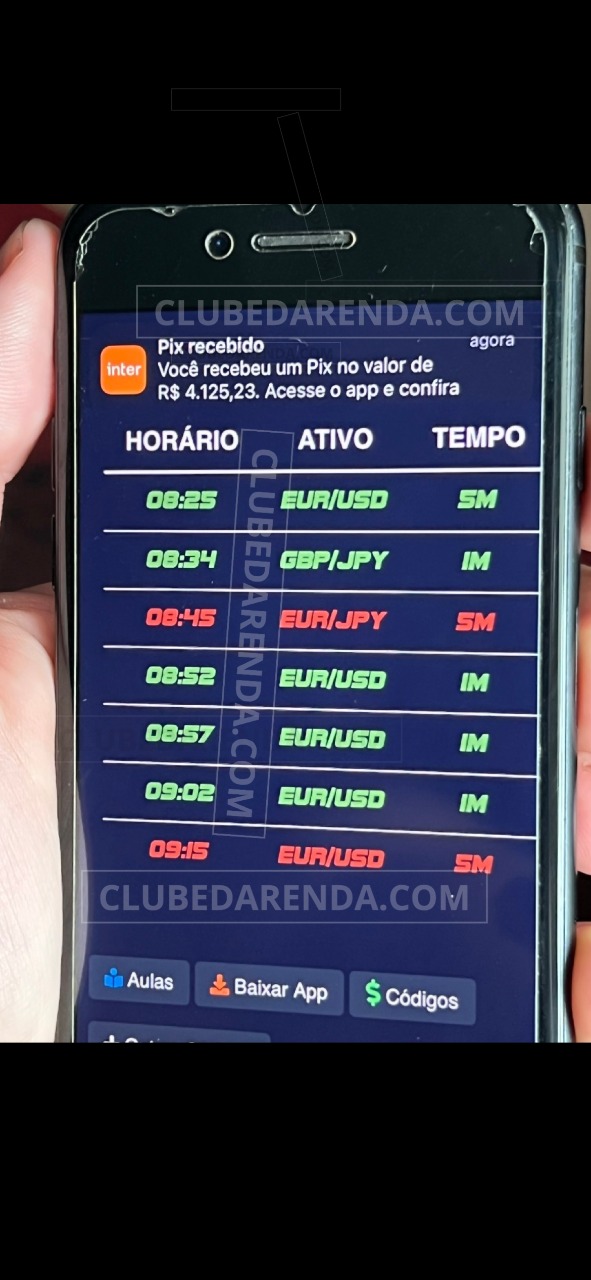 CLUBEDARENDA.COM
inter
Pix recebido
agora
Você recebeu um Pix no valor de
R$ 4.125,23. Acesse o app e confira
HORÁRIO ATIVO TEMPO
08:25 EUR/USD 5M
08:34 GBP/JPY 1M
08:45 EUR/JPY 5M
08:52 EUR/USD 1M
08:57 EUR/USD 1M
09:02 EUR/USD 1M
09:15 EUR/USD 5M
CLUBEDARENDA.COM
CLUBEDARENDA.COM
Aulas
Baixar App
$ Códigos